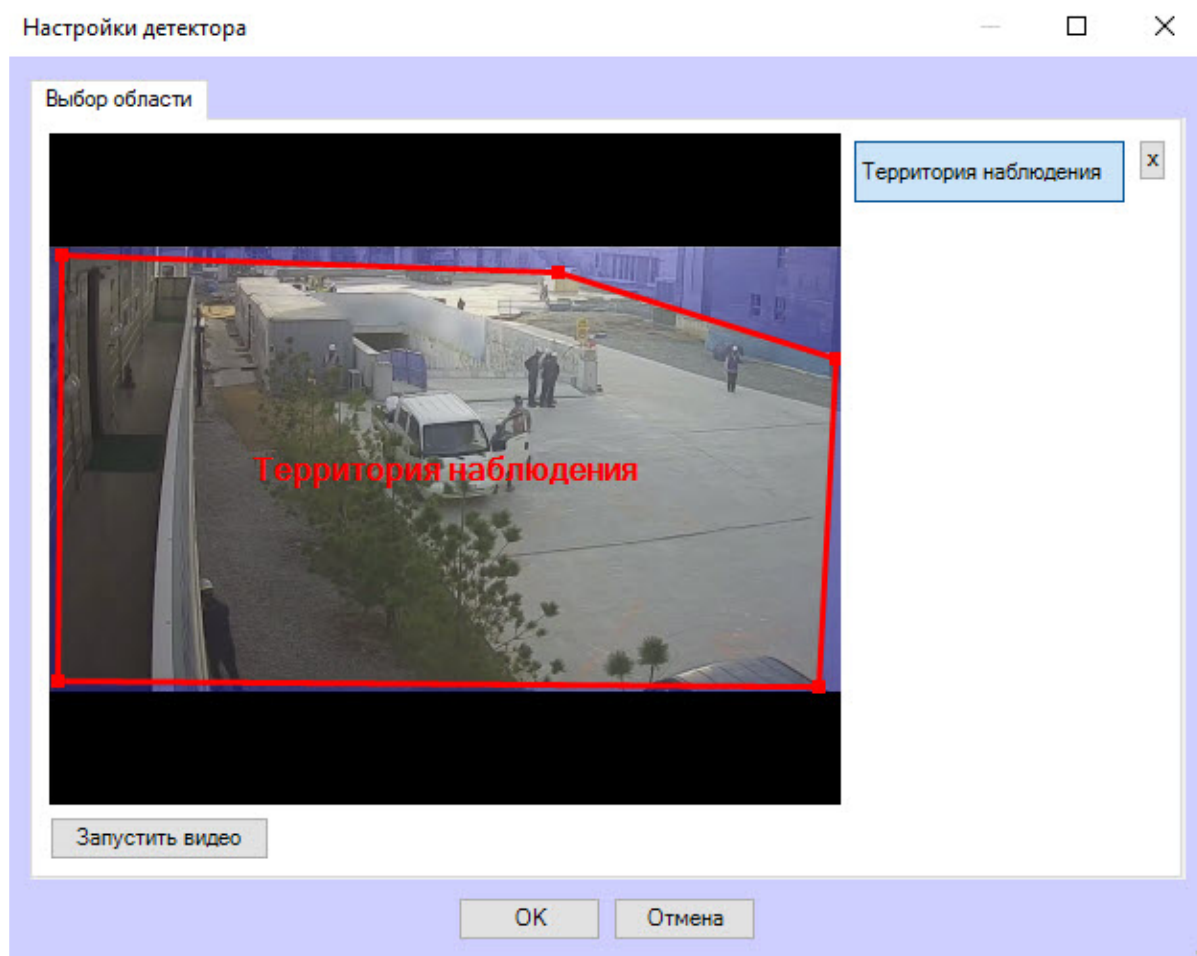 Настройки детектора
Выбор области
Территория наблюдения
x
Территория наблюдения
Запустить видео
OK
Отмена